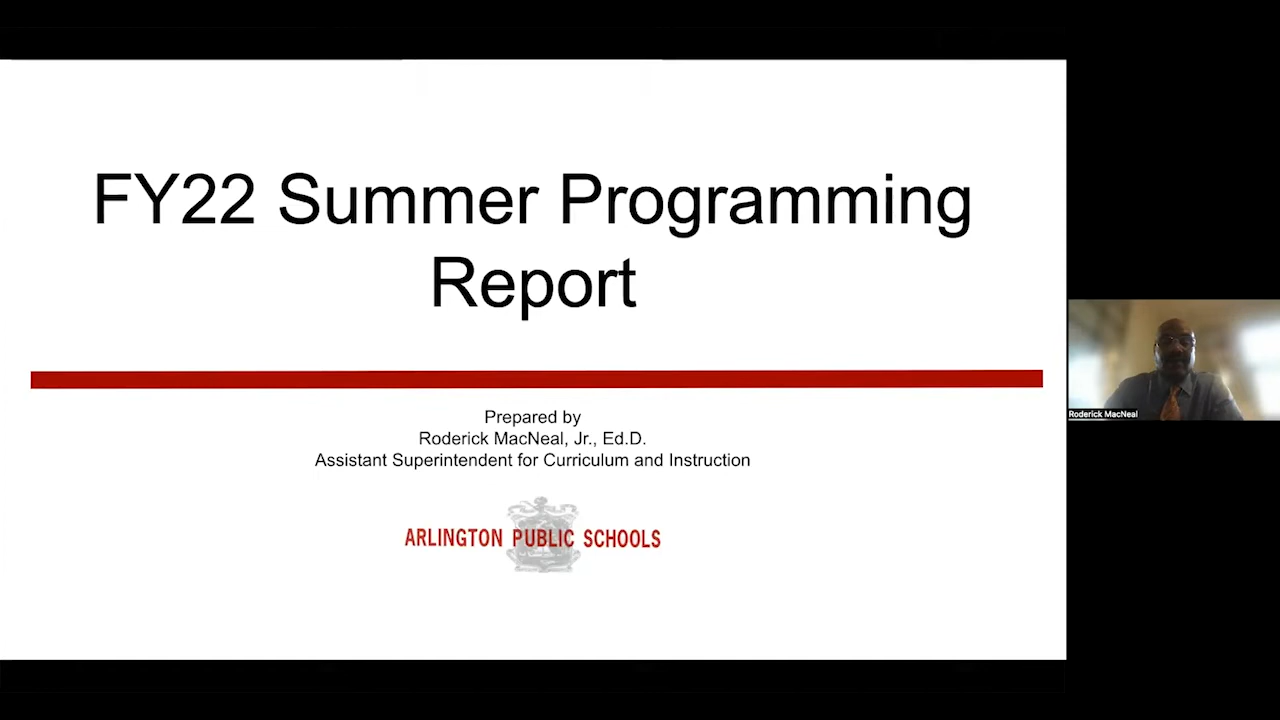 FY22 Summer Programming
Report
Prepared by
Roderick MacNeal, Jr., Ed.D.
Assistant Superintendent for Curriculum and Instruction
ARLINGTON PUBLIC SCHOOLS
Roderick MacNeal